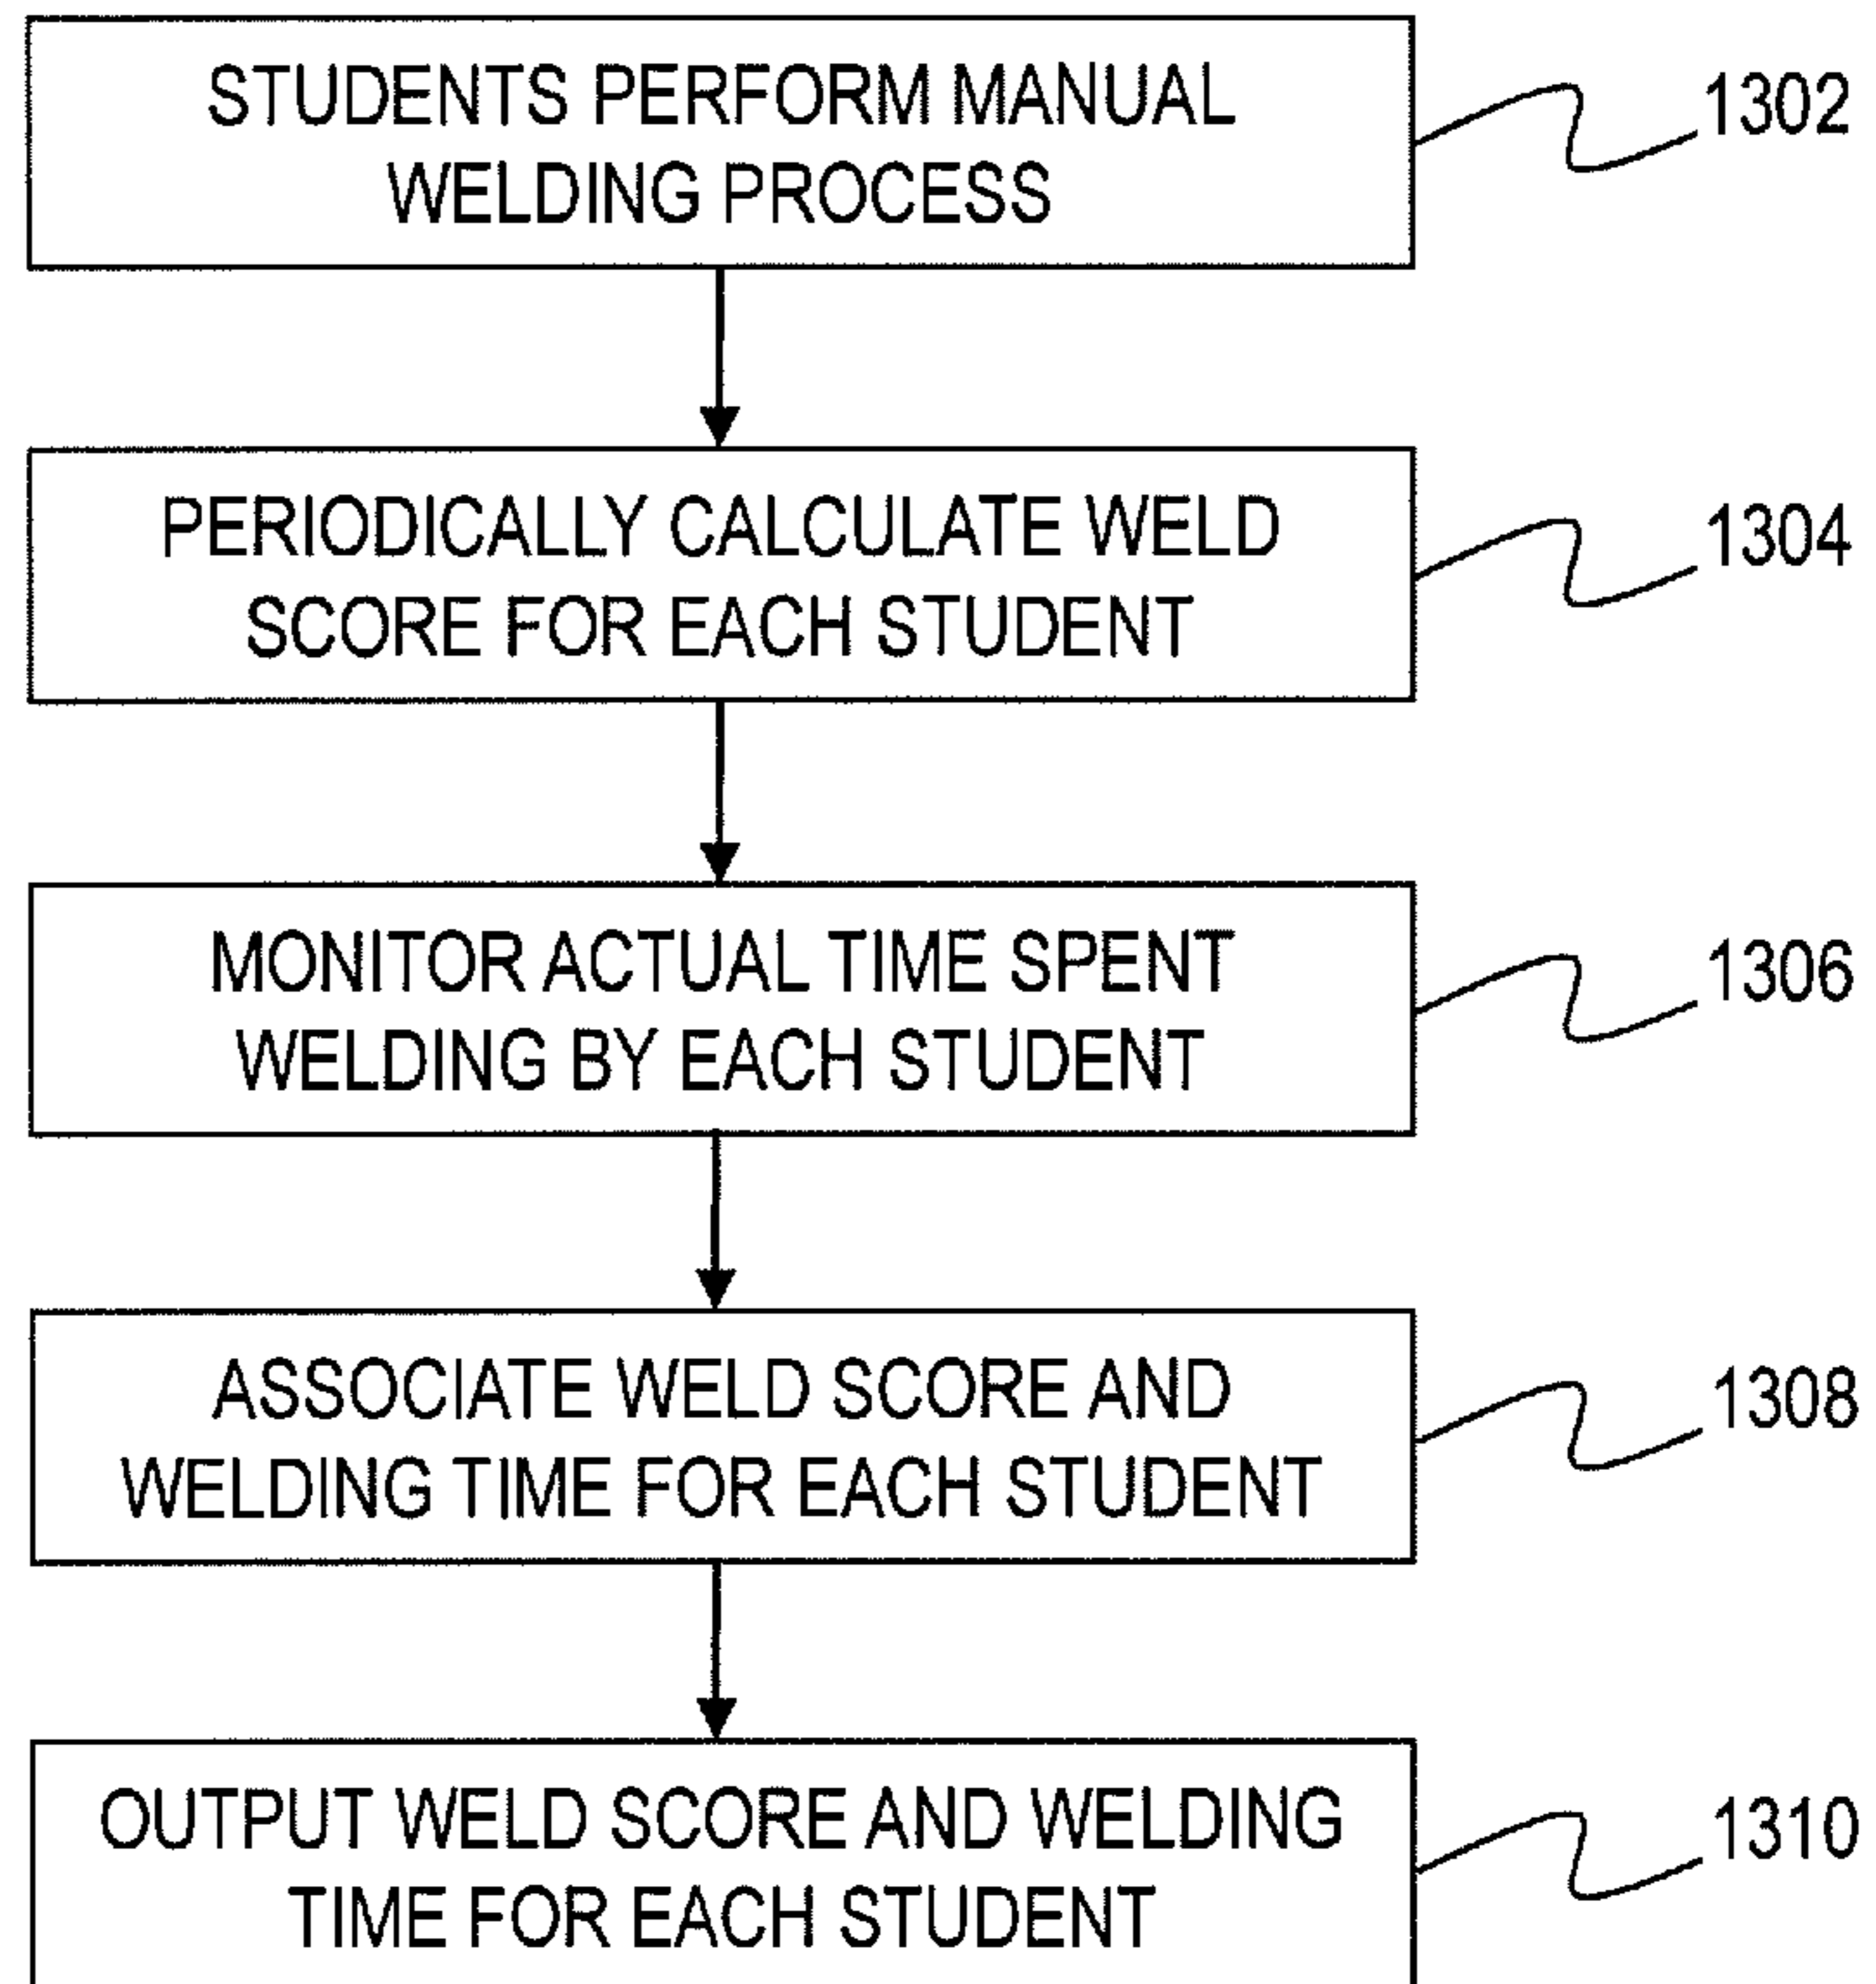 STUDENTS PERFORM MANUAL
WELDING PROCESS
1302
PERIODICALLY CALCULATE WELD
SCORE FOR EACH STUDENT
1304
MONITOR ACTUAL TIME SPENT
WELDING BY EACH STUDENT
1306
ASSOCIATE WELD SCORE AND
WELDING TIME FOR EACH STUDENT
1308
OUTPUT WELD SCORE AND WELDING
TIME FOR EACH STUDENT
1310